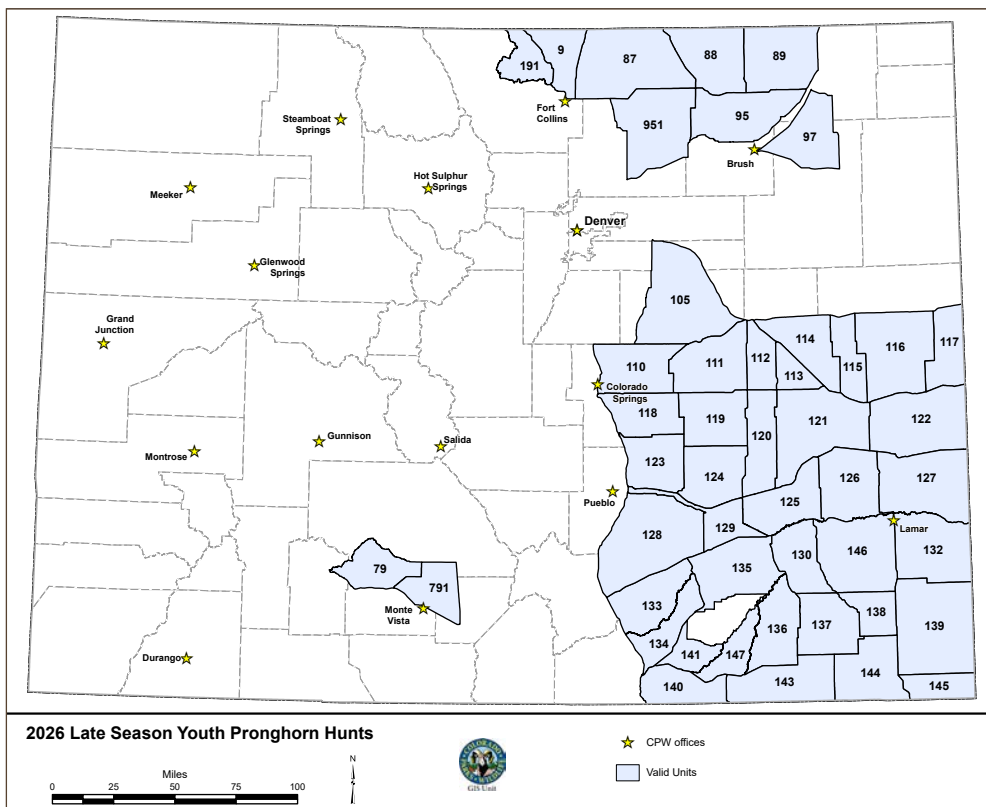 9
87
88
89
191
Fort
Collins
951
95
97
Brush
Steamboat
Springs
Meeker
Hot Sulphur
Springs
Denver
Glenwood
Springs
Grand
Junction
105
110
111
112
113
114
115
116
117
Colorado
Springs
118
119
120
121
122
Gunnison
Salida
Montrose
123
124
125
126
127
Pueblo
128
129
130
146
Lamar
132
79
791
Monte
Vista
135
133
134
141
147
136
137
138
139
Durango
140
143
144
145
2026 Late Season Youth Pronghorn Hunts
Miles
0 25 50 75 100
N
COLORADO
PARKS
WILDLIFE
GIS Unit
CPW offices
Valid Units